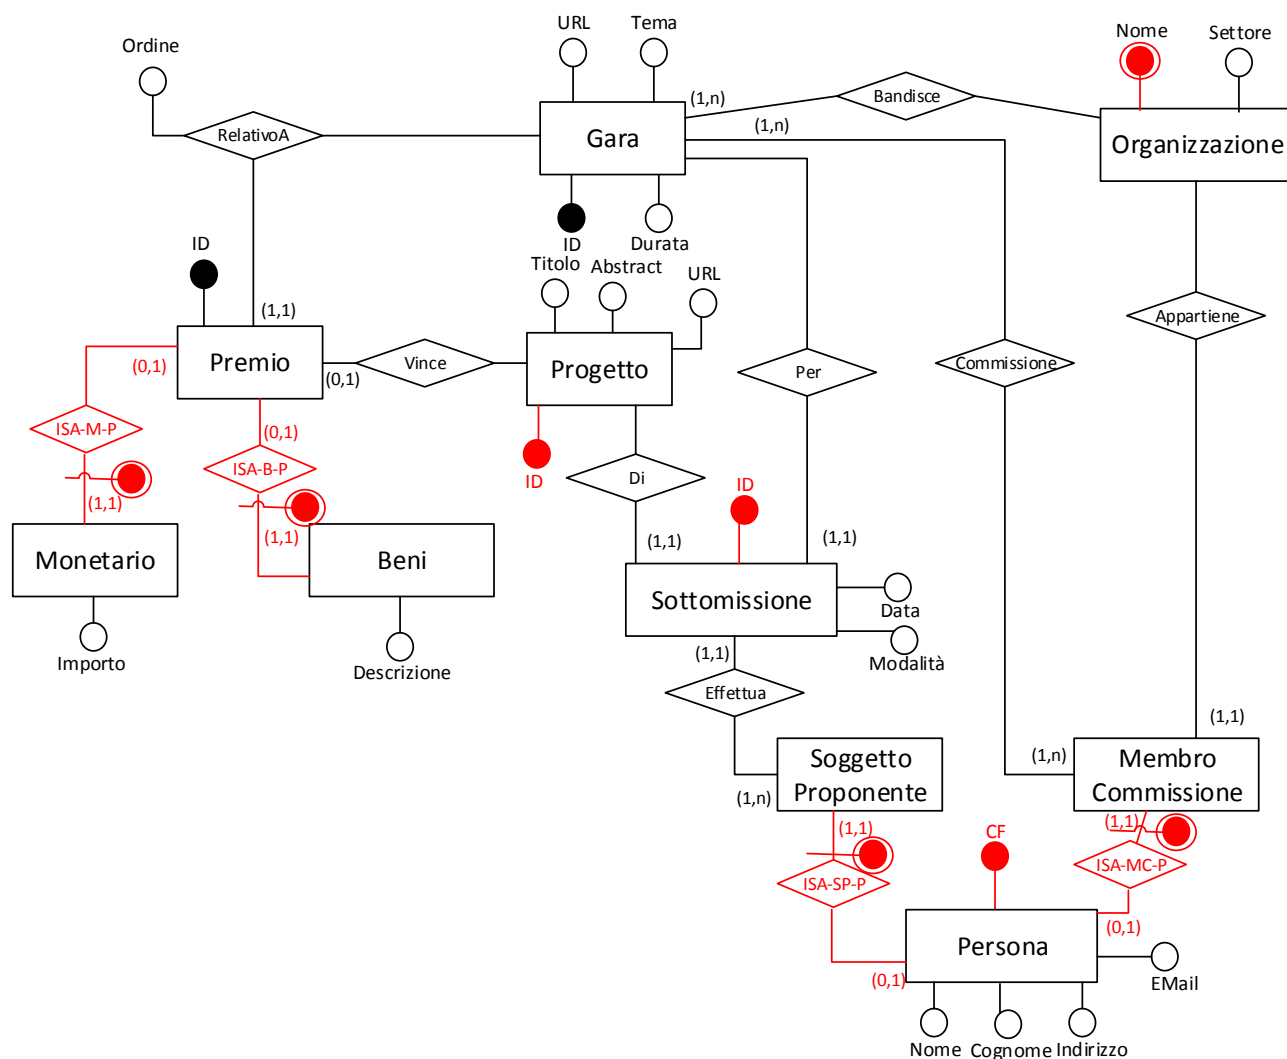 URL
Tema
Nome
Settore
Ordine
(1,n)
Bandisce
(1,n)
RelativoA
Gara
Organizzazione
ID
ID
Durata
Titolo
Abstract
URL
(1,1)
Appartiene
Premio
(0,1)
(0,1)
Vince
Progetto
Per
Commissione
ISA-M-P
(0,1)
ISA-B-P
ID
Di
ID
(1,1)
(1,1)
(1,1)
(1,1)
Monetario
Beni
Sottomissione
Data
Importo
Descrizione
(1,1)
Modalità
Effettua
(1,1)
(1,n)
Soggetto
Proponente
(1,n)
Membro
Commissione
(1,1)
CF
(1,1)
ISA-SP-P
ISA-MC-P
(0,1)
Persona
(0,1)
EMail
Nome
Cognome
Indirizzo